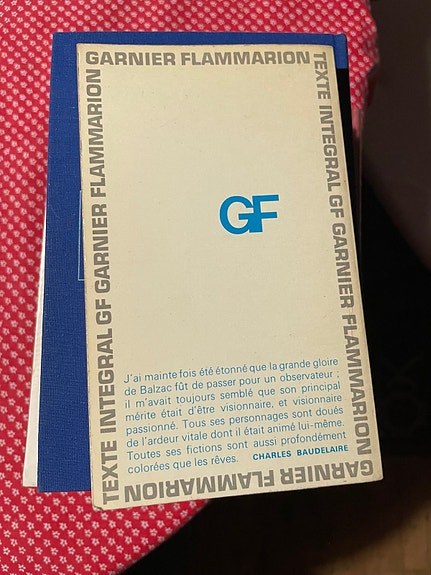 GARNIER FLAMMARION
TEXTE INTEGRAL GF GARNIER FLAMMARION
TEXTE INTEGRAL GF GARNIER FLAMMARION
GF
J'ai mainte fois été étonné que la grande gloire
de Balzac fût de passer pour un observateur ;
il m'avait toujours semblé que son principal
mérite était d'être visionnaire, et visionnaire
passionné. Tous ses personnages sont doués
de l'ardeur vitale dont il était animé lui-même.
Toutes ses fictions sont aussi profondément
colorées que les rêves. CHARLES BAUDELAIRE
GARNIER FLAMMARION